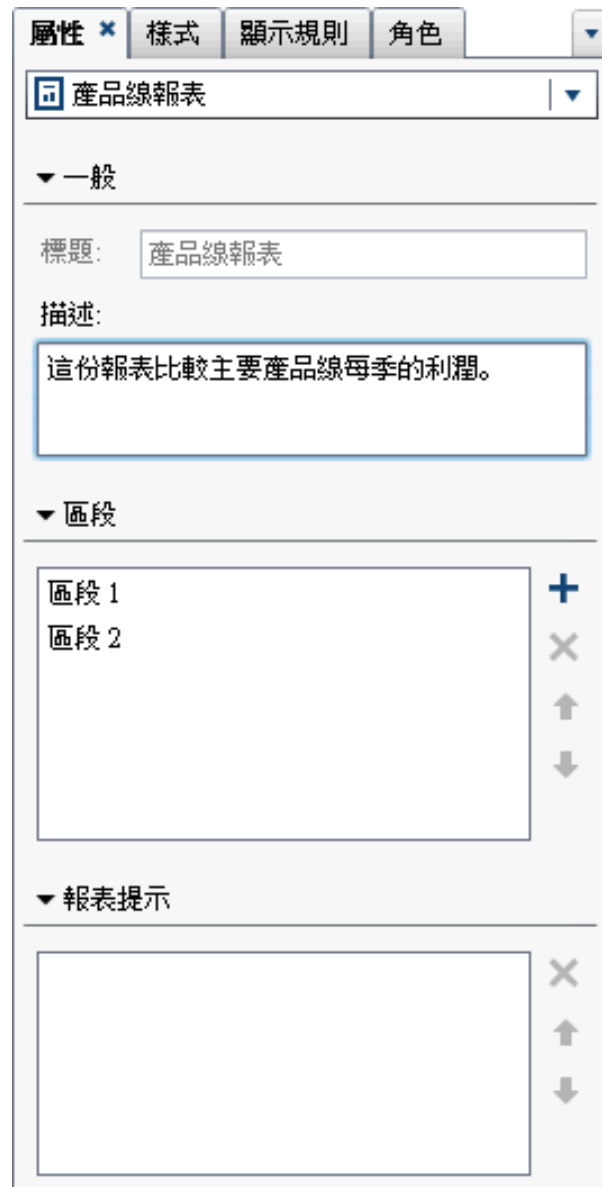 屬性 樣式 顯示規則 角色
產品線報表
一般
標題: 產品線報表
描述:
這份報表比較主要產品線每季的利潤。
區段
區段 1
區段 2
報表提示